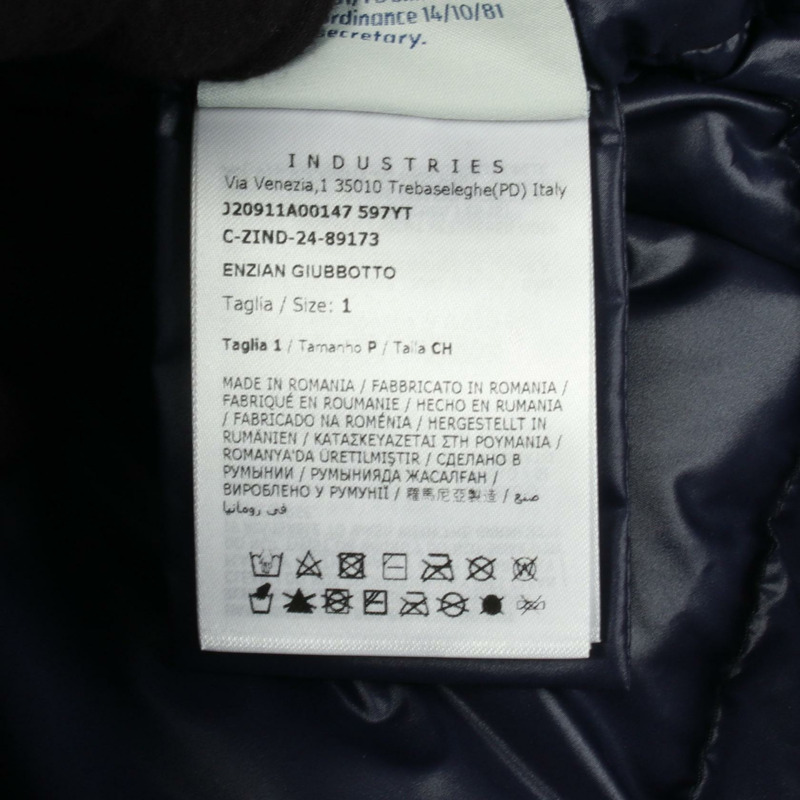 ordinance 14/10/81
secretary.
INDUSTRIES
Via Venezia,1 35010 Trebaseleghe(PD) Italy
J20911A00147 597YT
C-ZIND-24-89173
ENZIAN GIUBBOTTO
Taglia / Size: 1
Taglia 1 / Tamanho P / Talla CH
MADE IN ROMANIA / FABBRICATO IN ROMANIA /
FABRIQUÉ EN ROUMANIE / HECHO EN RUMANIA
/ FABRICADO NA ROMÉNIA / HERGESTELLT IN
RUMÄNIEN / ΚΑΤΑΣΚΕΥΑΖΕΤΑΙ ΣΤΗ ΡΟΥΜΑΝΙΑ /
ROMANYA'DA ÜRETILMIŞTIR / СДЕЛАНО В
РУМЫНИИ / РУМЫНИЯДА ЖАСАЛҒАН /
ВИРОБЛЕНО У РУМУНІЇ / 羅馬尼亞製造 / صنع
في رومانيا